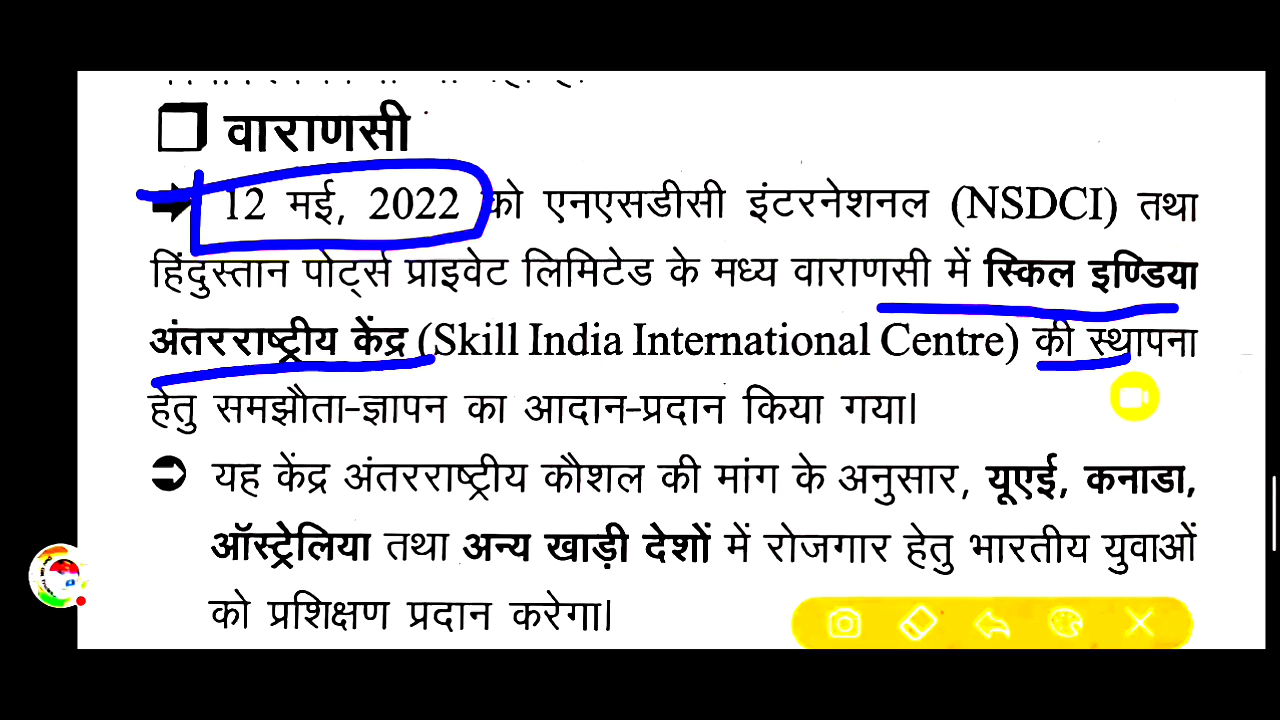 वाराणसी
12 मई, 2022 को एनएसडीसी इंटरनेशनल (NSDCI) तथा
हिंदुस्तान पोर्ट्स प्राइवेट लिमिटेड के मध्य वाराणसी में स्किल इण्डिया
अंतरराष्ट्रीय केंद्र (Skill India International Centre) की स्थापना
हेतु समझौता-ज्ञापन का आदान-प्रदान किया गया।
यह केंद्र अंतरराष्ट्रीय कौशल की मांग के अनुसार, यूएई, कनाडा,
ऑस्ट्रेलिया तथा अन्य खाड़ी देशों में रोजगार हेतु भारतीय युवाओं
को प्रशिक्षण प्रदान करेगा।